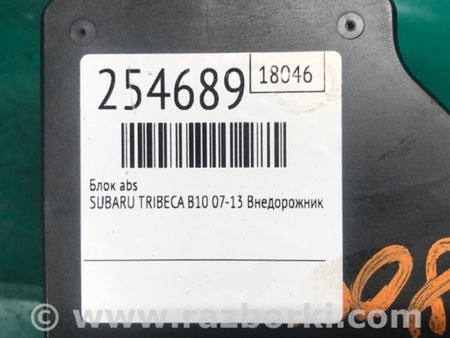 254689
18046
Блок abs
SUBARU TRIBECA B10 07-13 Внедорожник
www.razborki.com